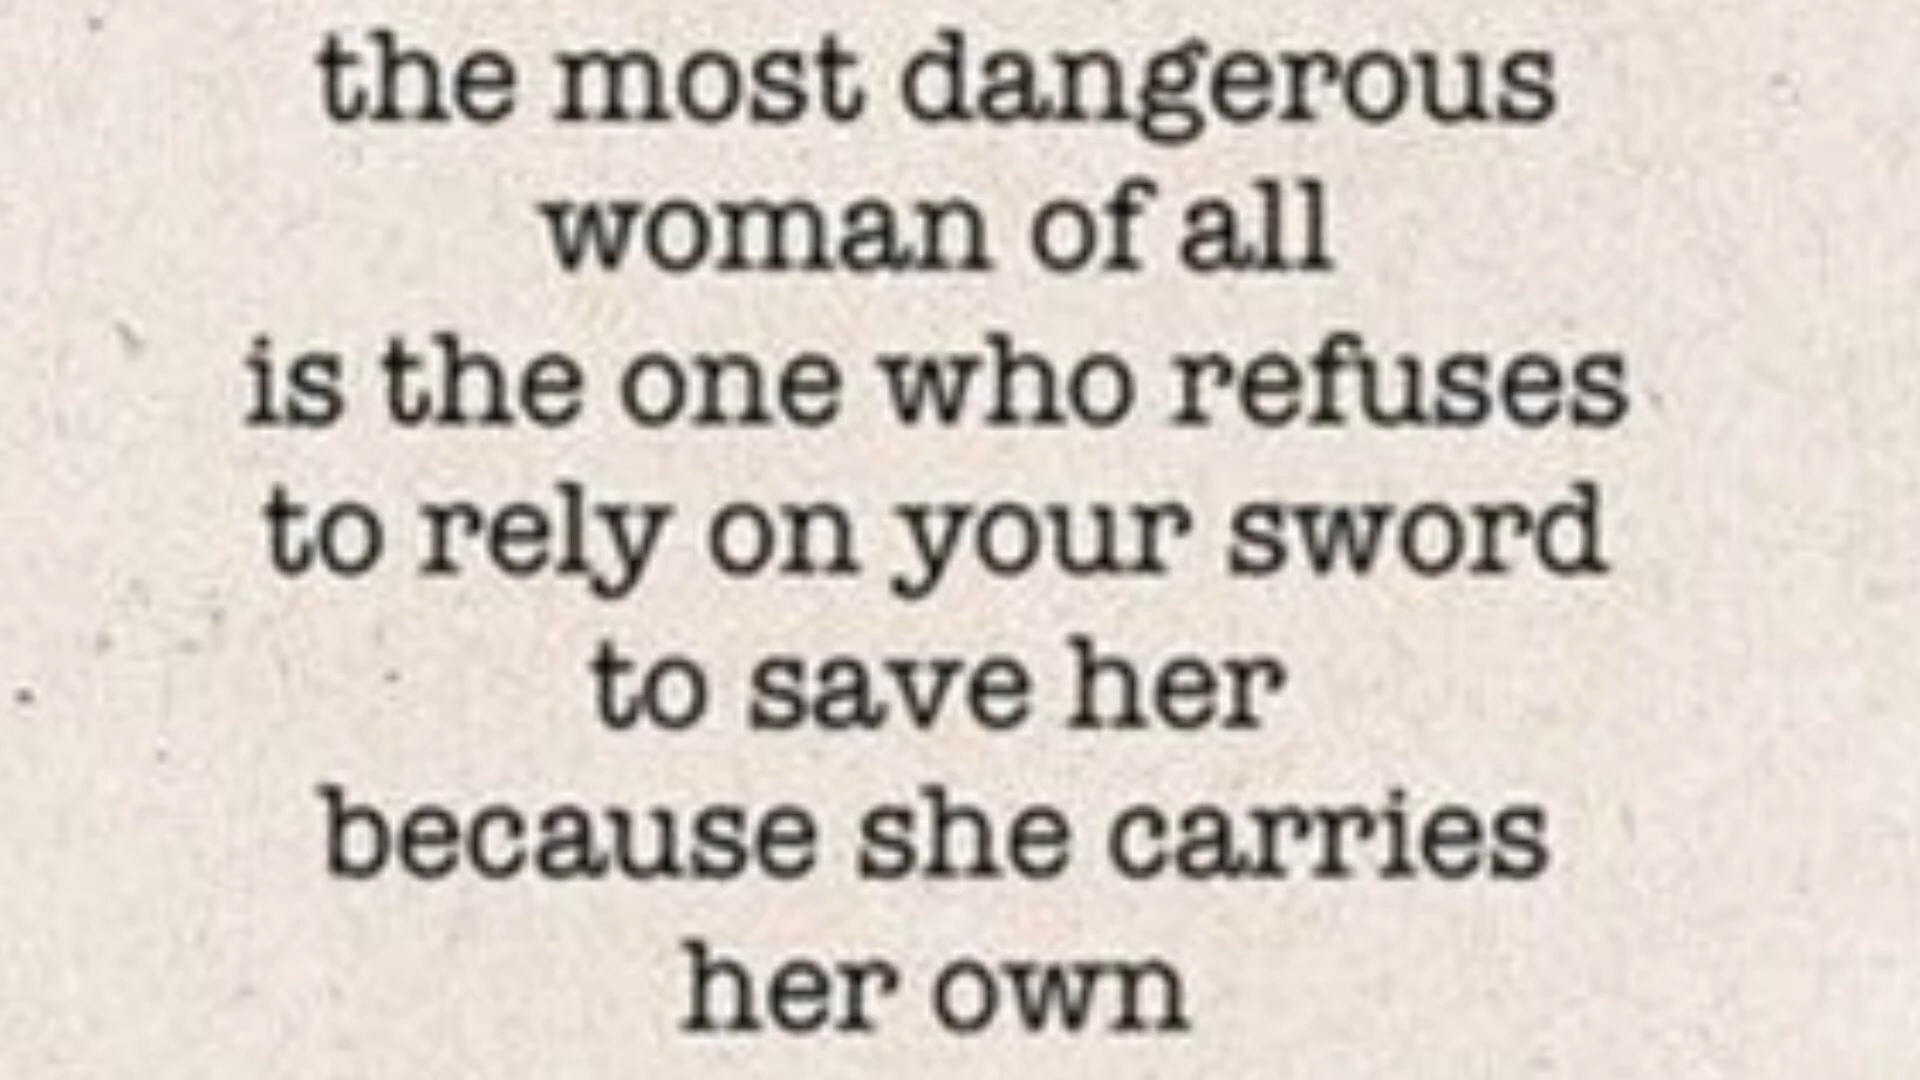 the most dangerous
woman of all
is the one who refuses
to rely on your sword
to save her
because she carries
her own